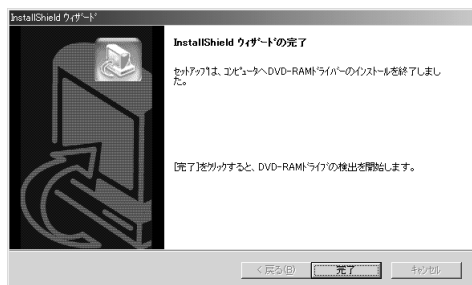 InstallShield ｳｨｻﾞｰﾄﾞ
InstallShield ｳｨｻﾞｰﾄﾞの完了
ｾｯﾄｱｯﾌﾟは、ｺﾝﾋﾟｭｰﾀへDVD-RAMﾄﾞﾗｲﾊﾞｰのｲﾝｽﾄｰﾙを終了しまし
た。
[完了]をｸﾘｯｸすると、DVD-RAMﾄﾞﾗｲﾌﾞの検出を開始します。
< 戻る(B)
完了
ｷｬﾝｾﾙ